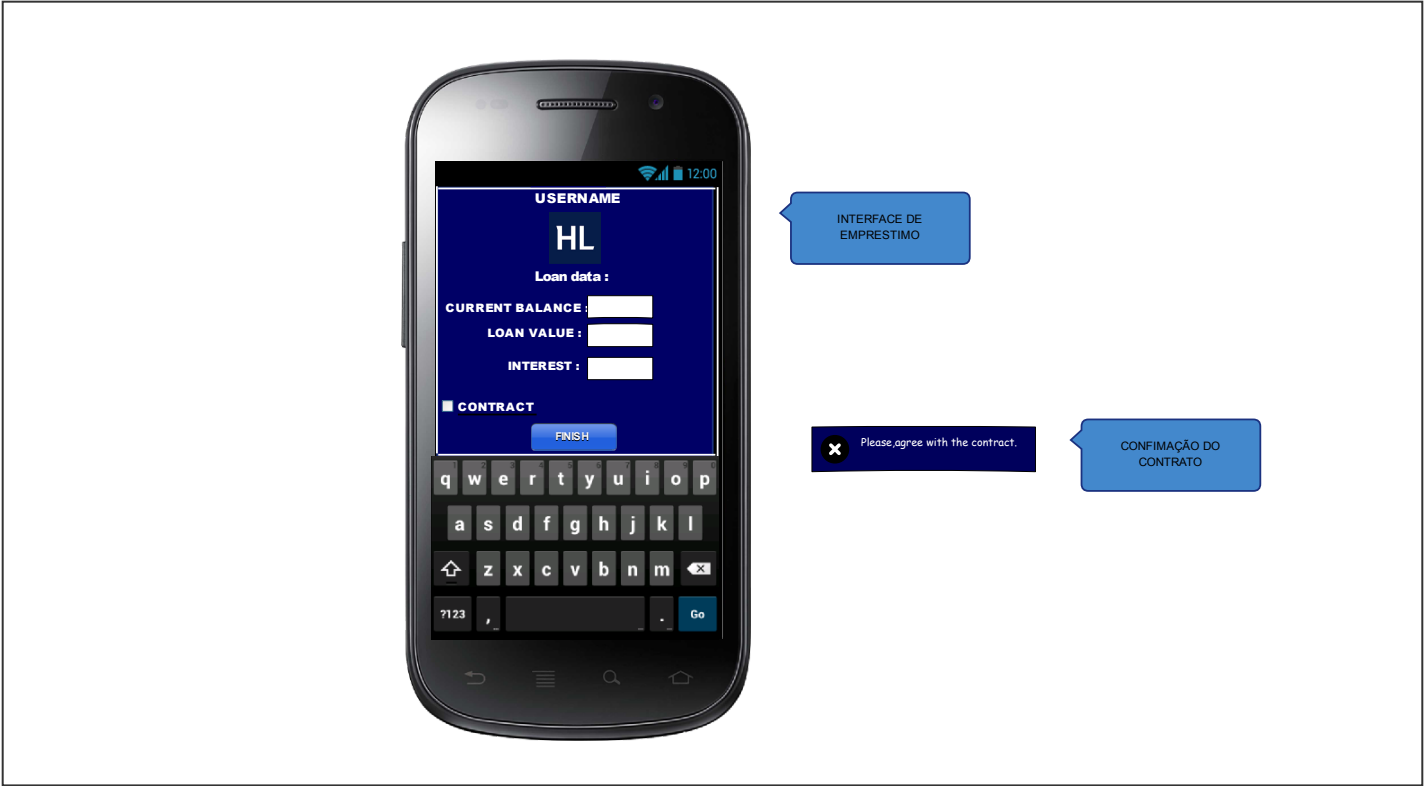 12:00
USERNAME
HL
Loan data :
CURRENT BALANCE :
LOAN VALUE :
INTEREST :
CONTRACT
FINISH
q w e r t y u i o p
a s d f g h j k l
z x c v b n m
?123 , . Go
INTERFACE DE
EMPRESTIMO
Please,agree with the contract.
CONFIMAÇÃO DO
CONTRATO